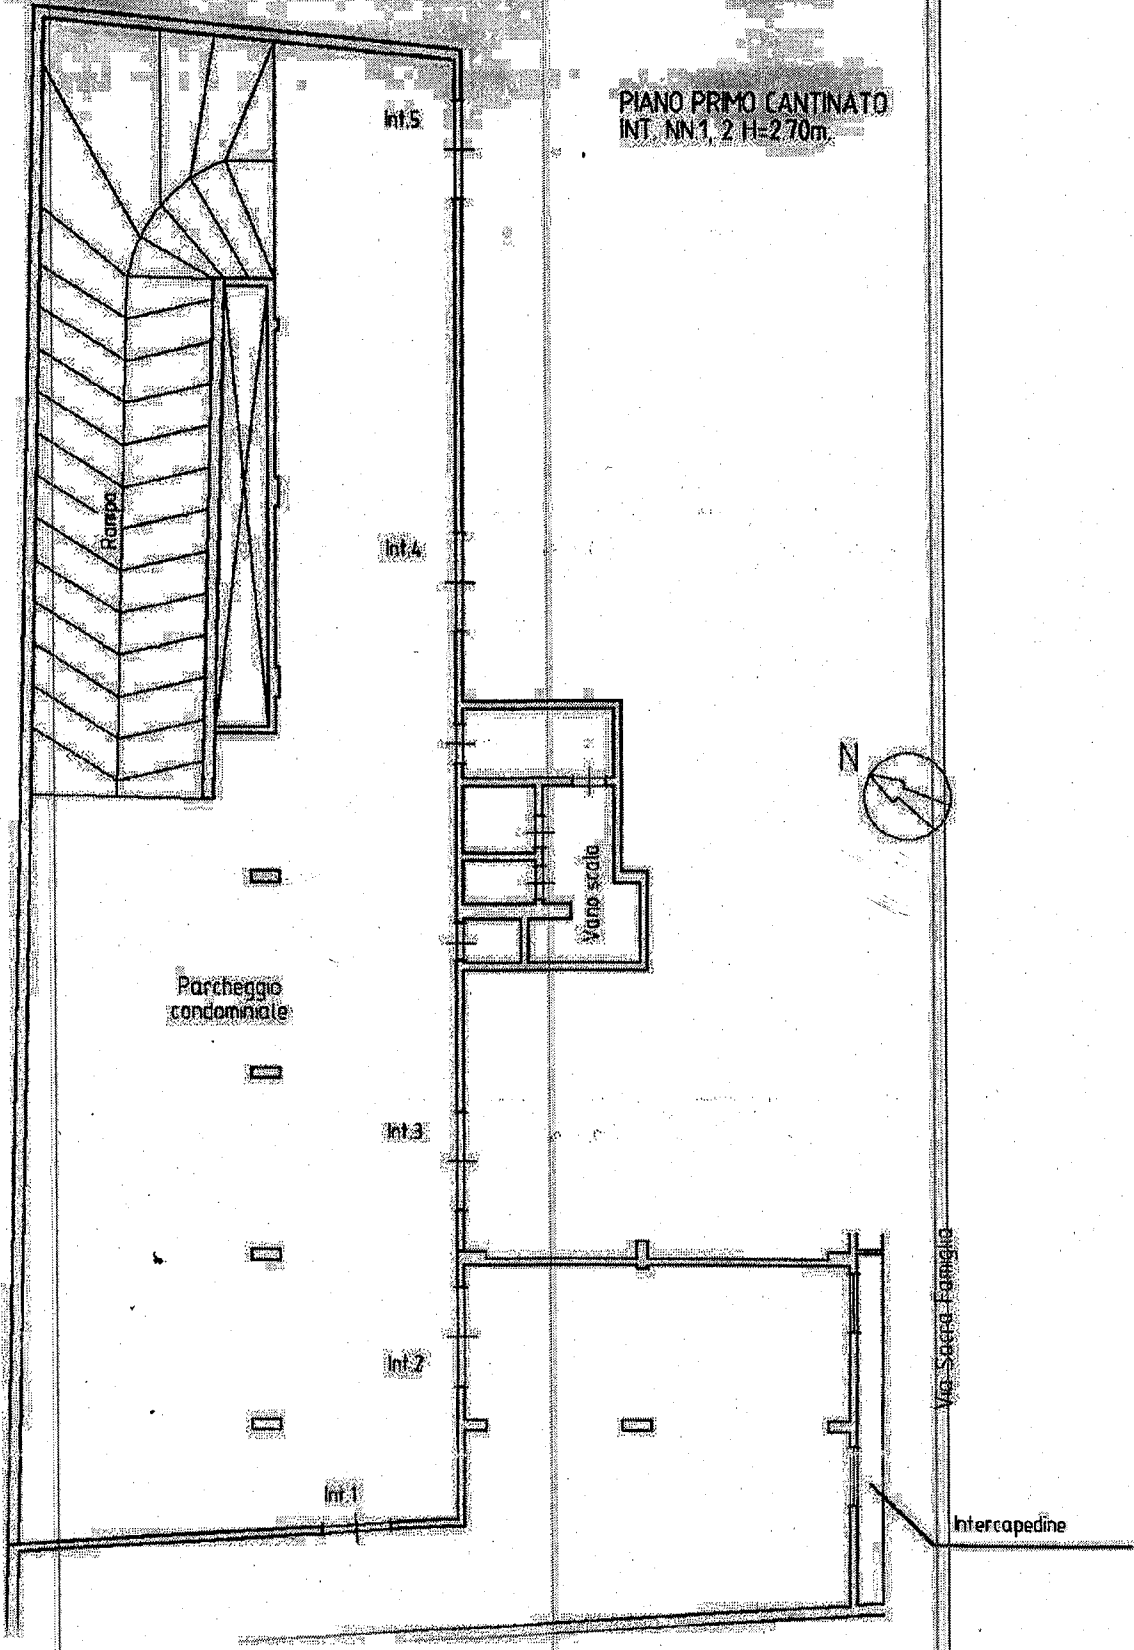 PIANO PRIMO CANTINATO
INT. NN.1, 2 H=2.70m.
Int.5
Rampa
Int.4
N
Vano scala
Parcheggio
condominiale
Int.3
Int.2
Via Sacra Famiglia
Int.1
Intercapedine